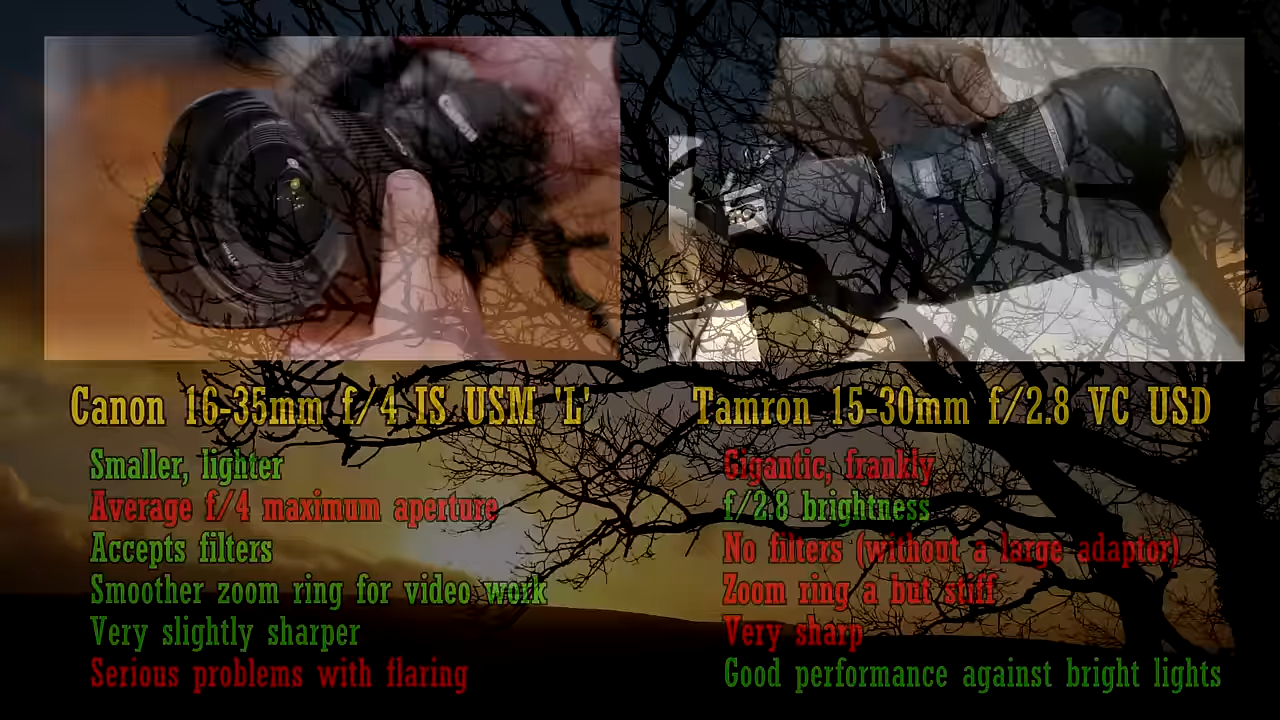 Canon 16-35mm f/4 IS USM 'L'
Smaller, lighter
Average f/4 maximum aperture
Accepts filters
Smoother zoom ring for video work
Very slightly sharper
Serious problems with flaring
Tamron 15-30mm f/2.8 VC USD
Gigantic, frankly
f/2.8 brightness
No filters (without a large adaptor)
Zoom ring a but stiff
Very sharp
Good performance against bright lights